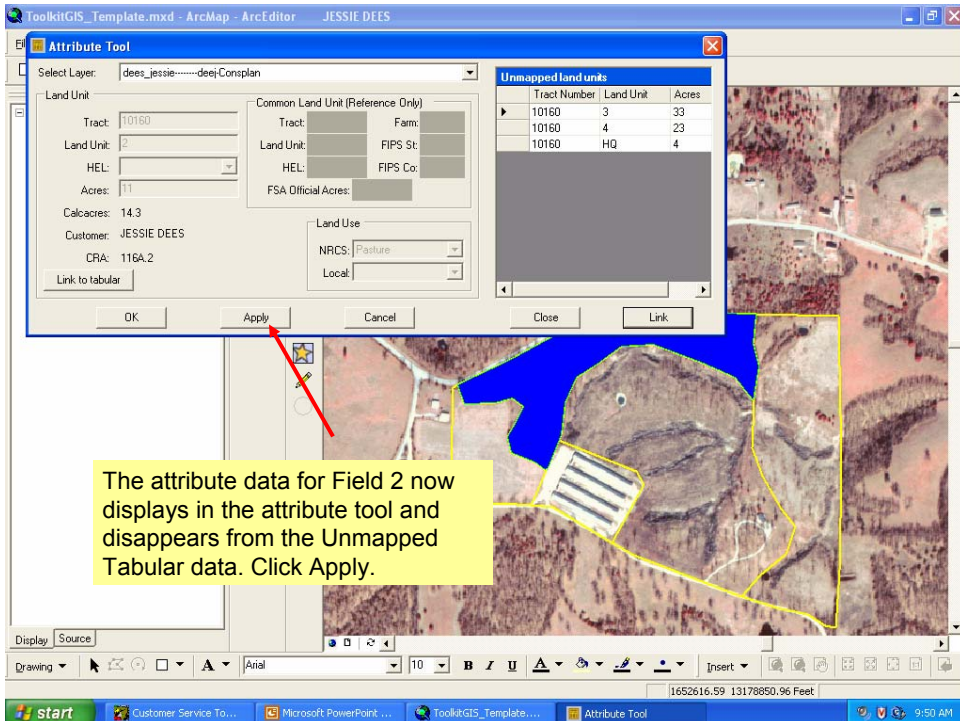 ToolkitGIS_Template.mxd - ArcMap - ArcEditor JESSIE DEES
Attribute Tool
Select Layer: dees_jessie--------deej-Consplan
Land Unit
Tract: 10160
Land Unit: 2
HEL:
Acres: 11
Calcacres: 14.3
Customer: JESSIE DEES
CRA: 116A.2
Link to tabular
Common Land Unit (Reference Only)
Tract: Farm:
Land Unit: FIPS St:
HEL: FIPS Co:
FSA Official Acres:
Land Use
NRCS: Pasture
Local:
Unmapped land units
Tract Number Land Unit Acres
10160 3 33
10160 4 23
10160 HQ 4
OK Apply Cancel Close Link
The attribute data for Field 2 now
displays in the attribute tool and
disappears from the Unmapped
Tabular data. Click Apply.
Display Source
Drawing A Arial 10 B I U A Insert
1652616.59 13178850.96 Feet
start Customer Service To... Microsoft PowerPoint ... ToolkitGIS_Template.... Attribute Tool 9:50 AM